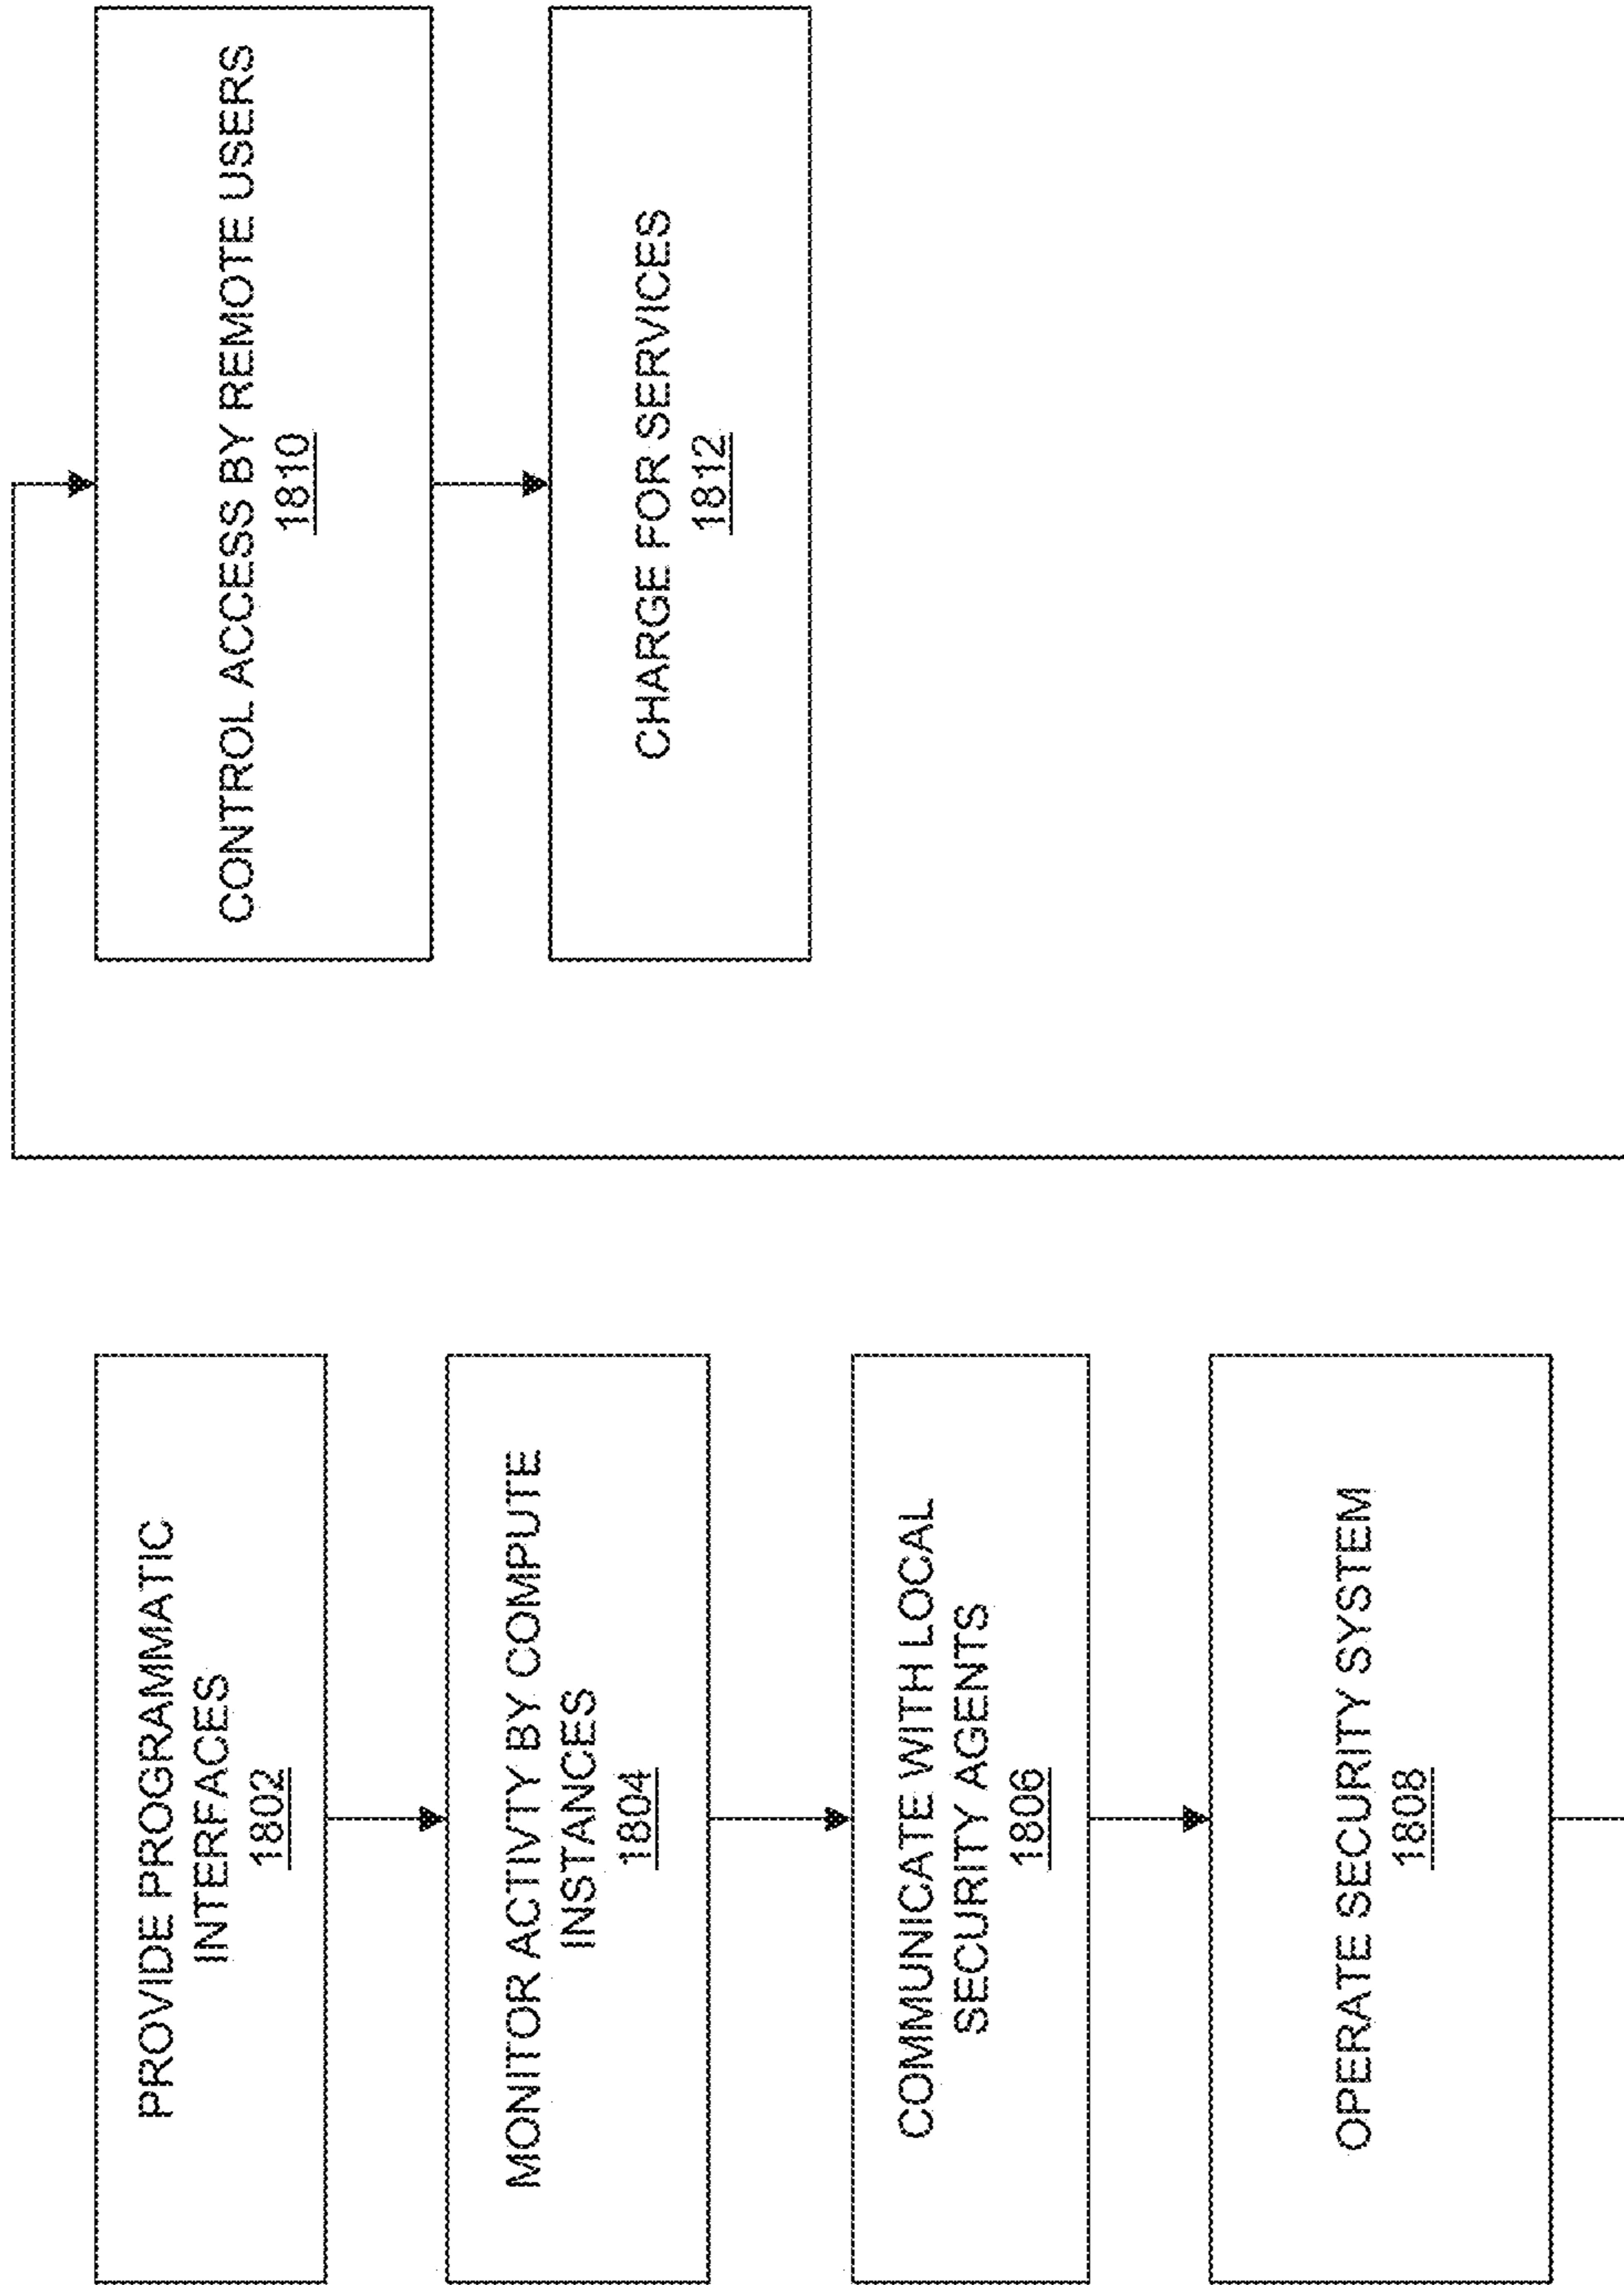 PROVIDE PROGRAMMATIC
INTERFACES
1802
MONITOR ACTIVITY BY COMPUTE
INSTANCES
1804
COMMUNICATE WITH LOCAL
SECURITY AGENTS
1806
OPERATE SECURITY SYSTEM
1808
CONTROL ACCESS BY REMOTE USERS
1810
CHARGE FOR SERVICES
1812